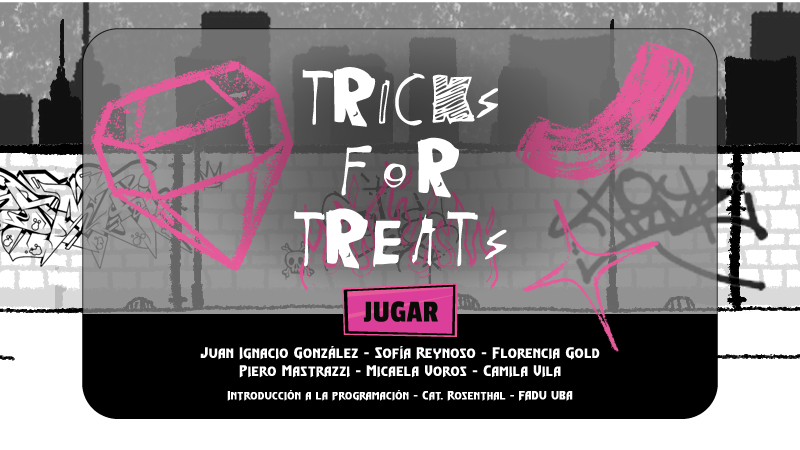 TRICKS
FOR
TREATS
JUGAR
Juan Ignacio González - Sofía Reynoso - Florencia Gold
Piero Mastrazzi - Micaela Voros - Camila Vila
Introducción a la programación - Cat. Rosenthal - FADU UBA